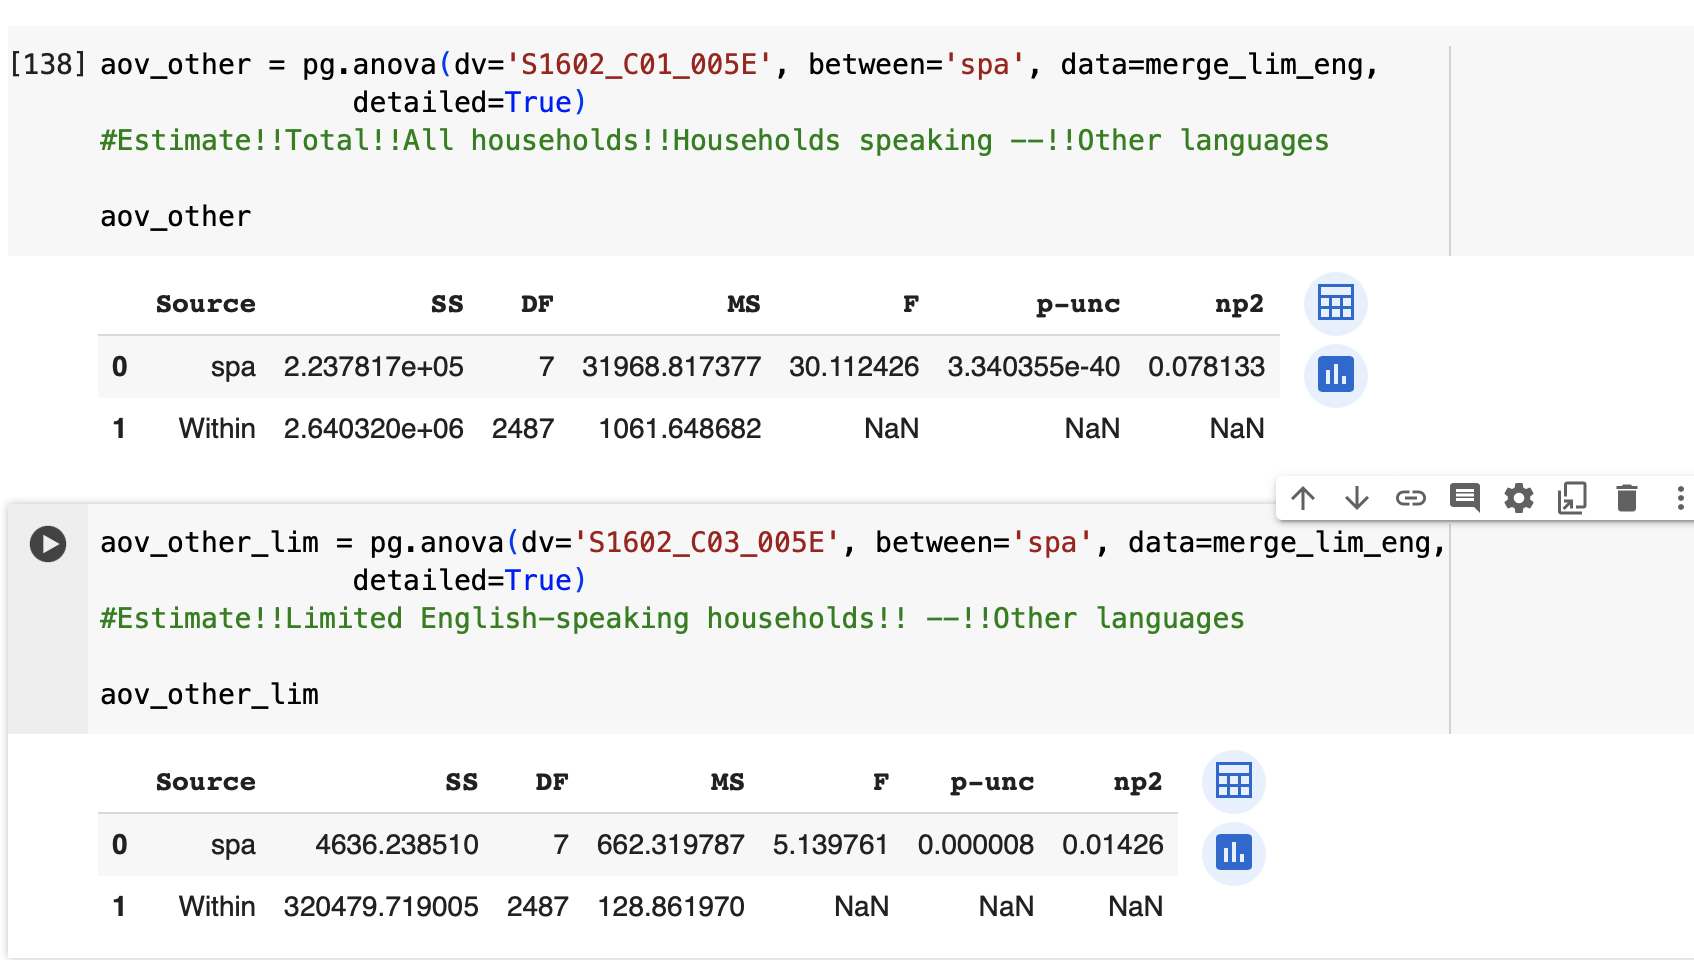 [138] aov_other = pg.anova(dv='S1602_C01_005E', between='spa', data=merge_lim_eng,
detailed=True)
#Estimate!!Total!!All households!!Households speaking --!!Other languages
aov_other
Source SS DF MS F p-unc np2
0 spa 2.237817e+05 7 31968.817377 30.112426 3.340355e-40 0.078133
1 Within 2.640320e+06 2487 1061.648682 NaN NaN NaN
aov_other_lim = pg.anova(dv='S1602_C03_005E', between='spa', data=merge_lim_eng,
detailed=True)
#Estimate!!Limited English-speaking households!! --!!Other languages
aov_other_lim
Source SS DF MS F p-unc np2
0 spa 4636.238510 7 662.319787 5.139761 0.000008 0.01426
1 Within 320479.719005 2487 128.861970 NaN NaN NaN